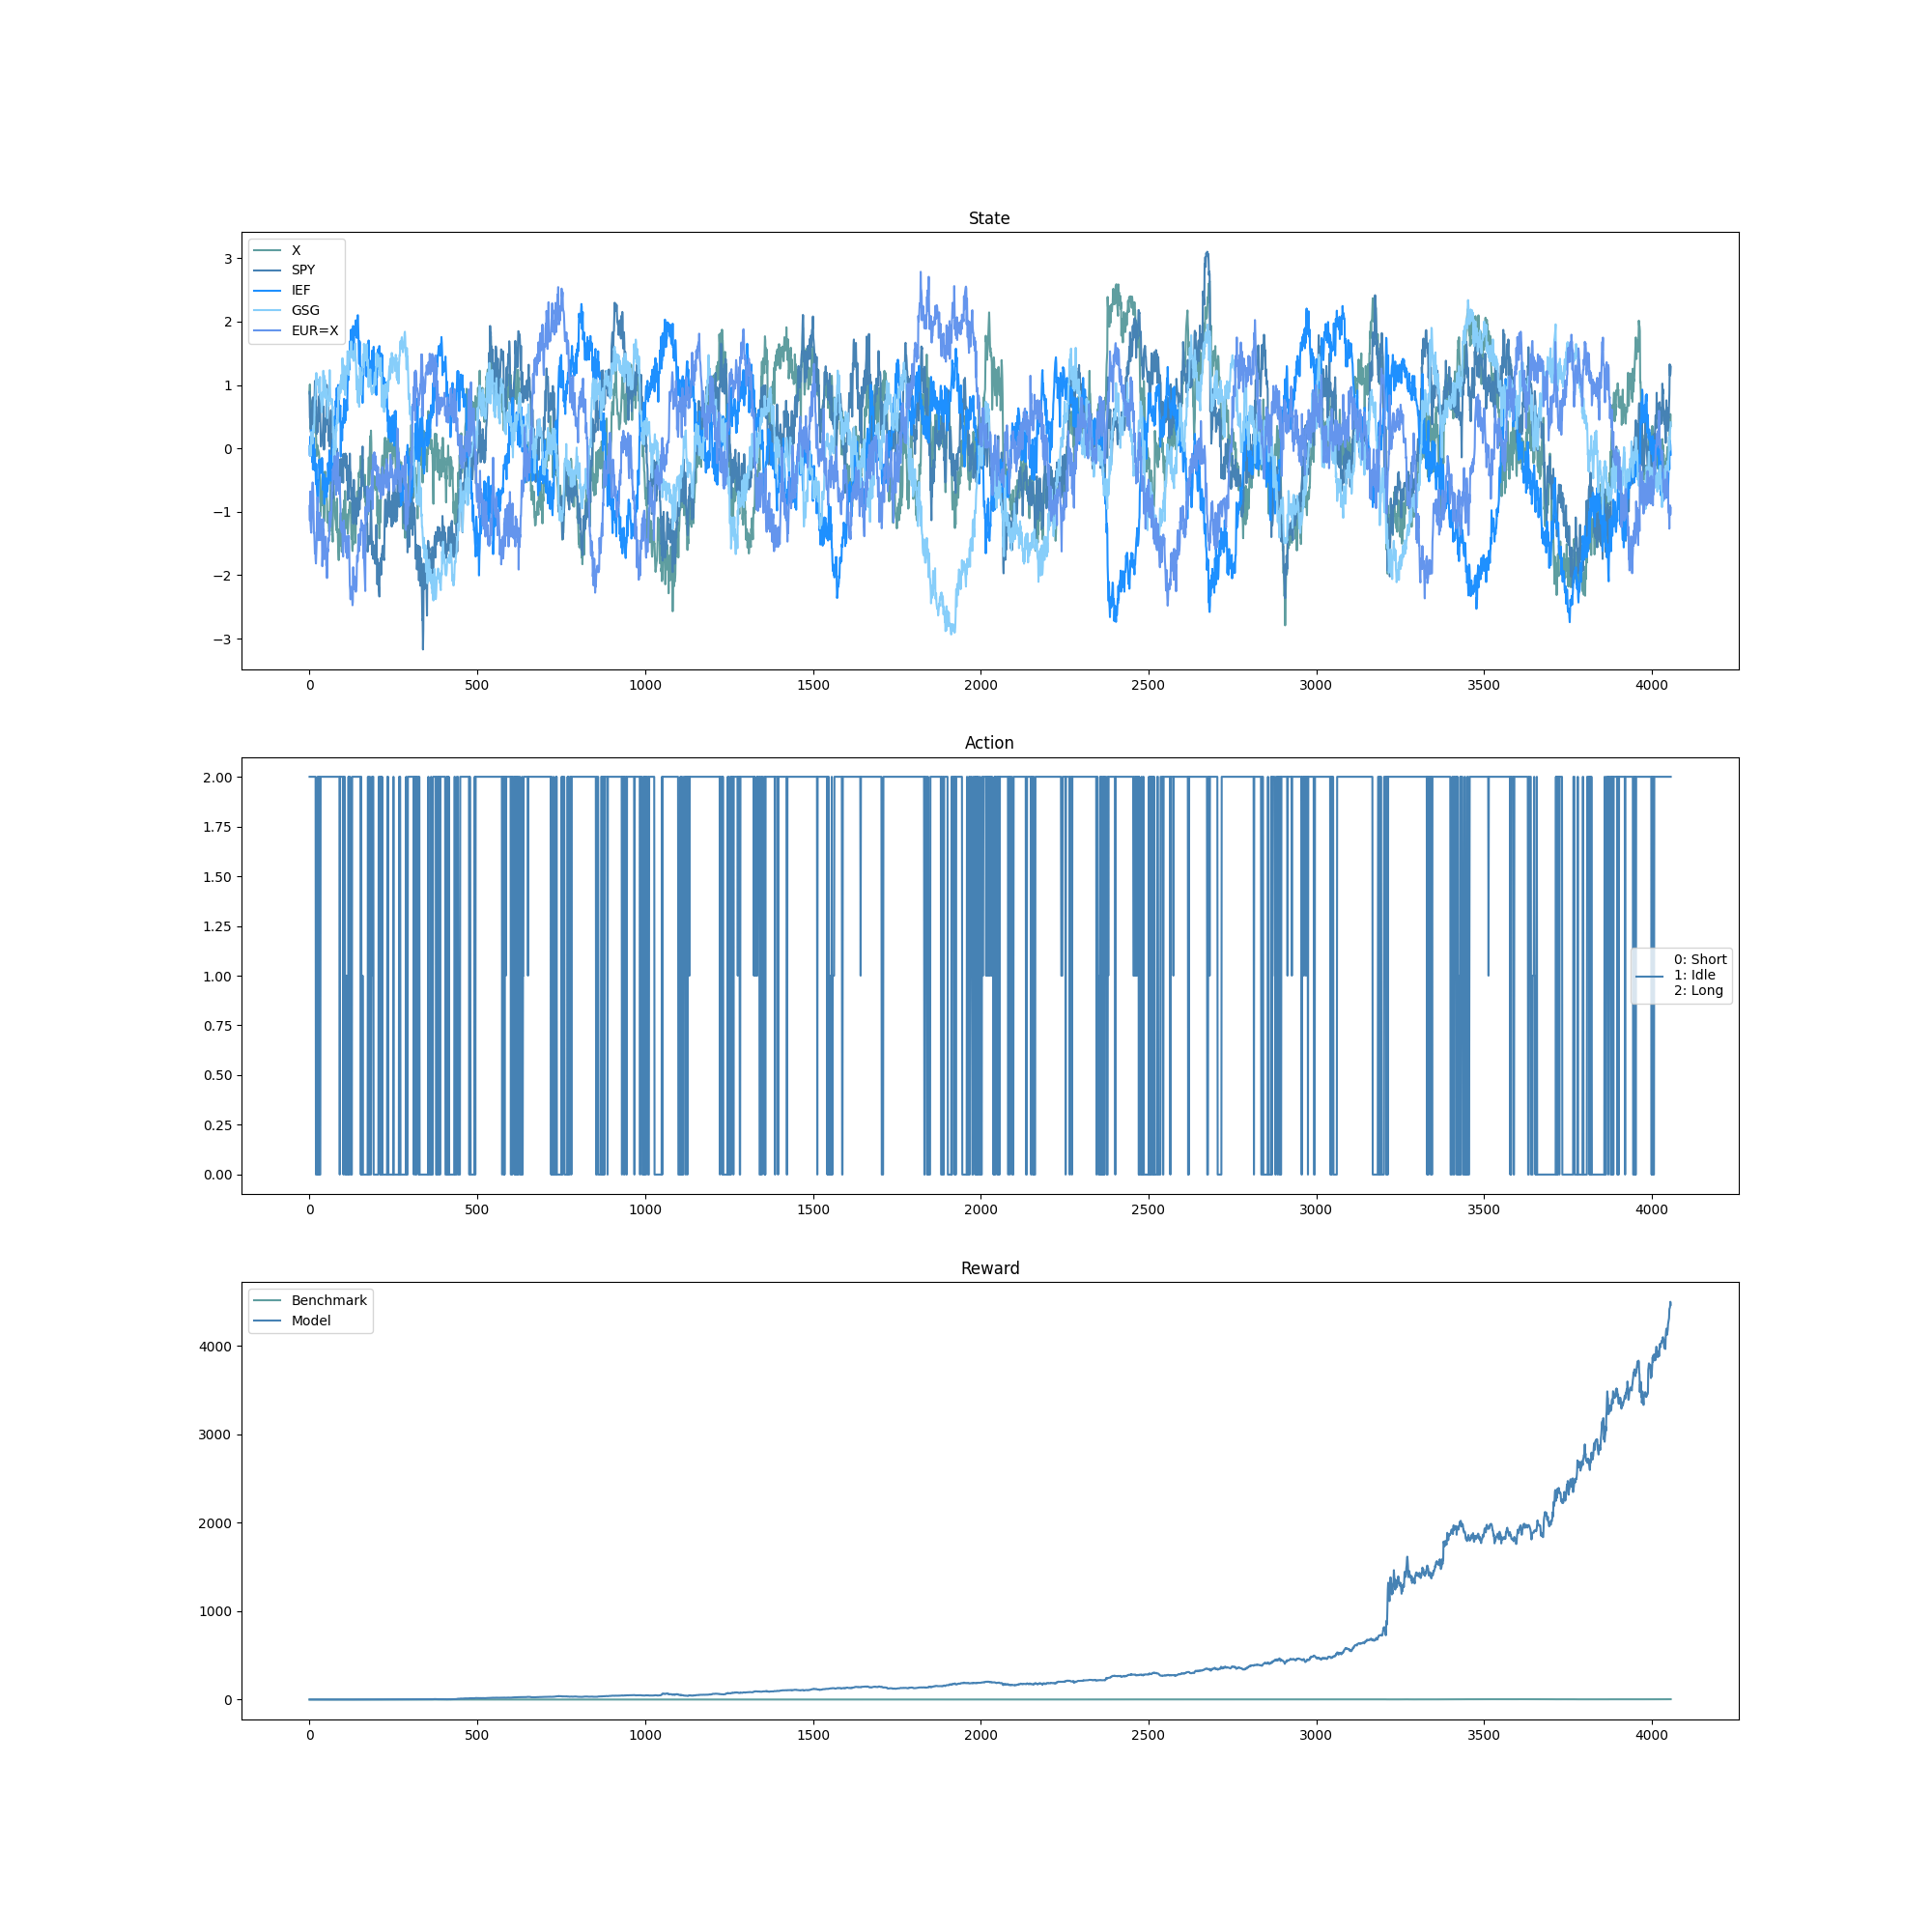 State
X
SPY
IEF
GSG
EUR=X
3
2
1
0
−1
−2
−3
0 500 1000 1500 2000 2500 3000 3500 4000
Action
2.00
1.75
1.50
1.25
1.00
0.75
0.50
0.25
0.00
0: Short
1: Idle
2: Long
0 500 1000 1500 2000 2500 3000 3500 4000
Reward
Benchmark
Model
4000
3000
2000
1000
0
0 500 1000 1500 2000 2500 3000 3500 4000